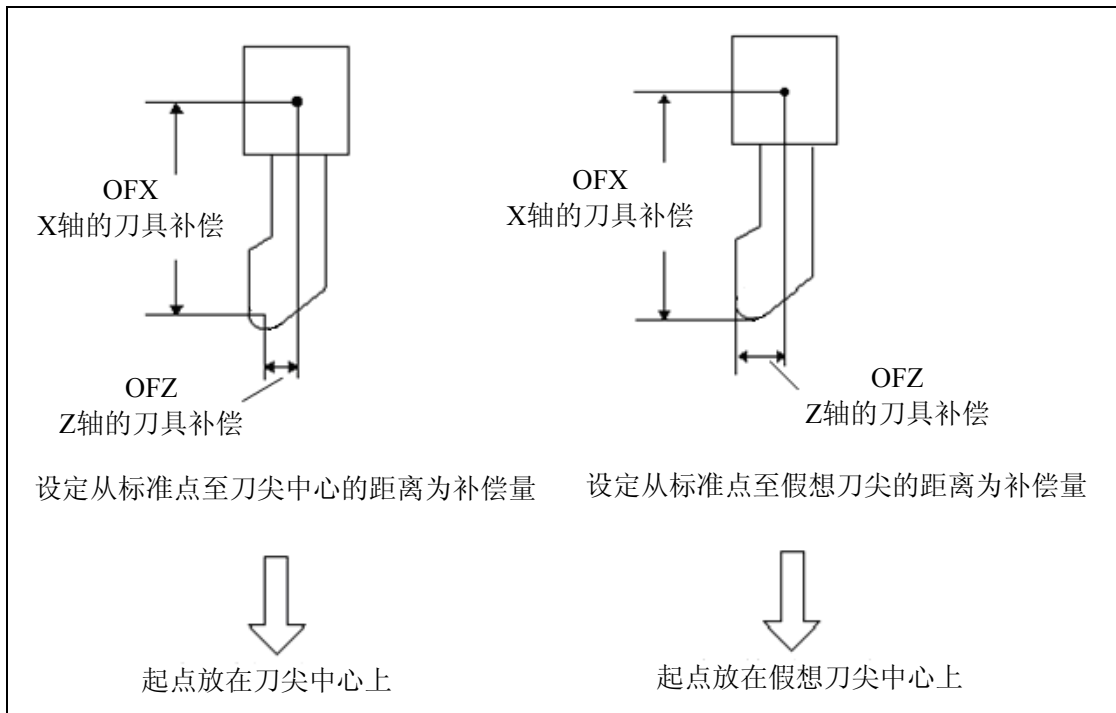 OFX
X轴的刀具补偿
OFZ
Z轴的刀具补偿
设定从标准点至刀尖中心的距离为补偿量
起点放在刀尖中心上
OFX
X轴的刀具补偿
OFZ
Z轴的刀具补偿
设定从标准点至假想刀尖的距离为补偿量
起点放在假想刀尖中心上